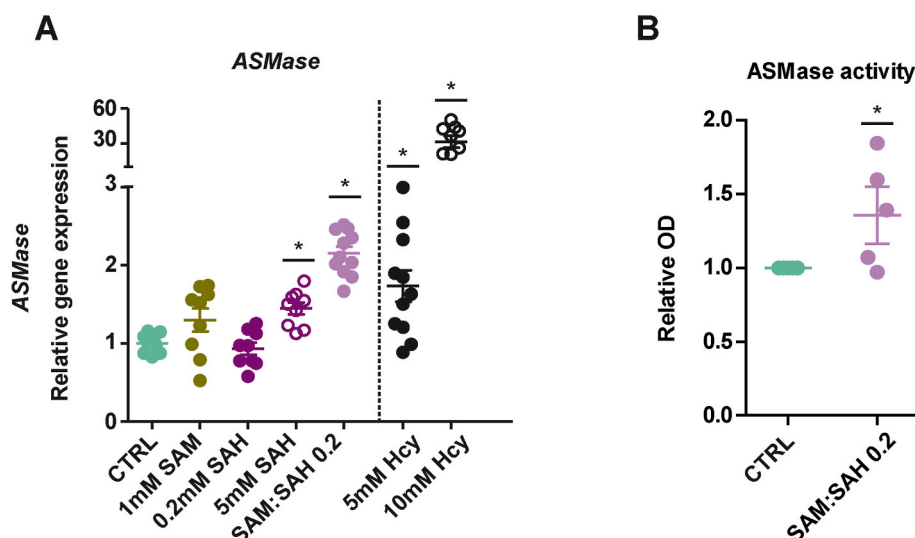 A
ASMase
ASMase
Relative gene expression
60
30
3
2
1
0
*
*
*
*
CTRL
1mM SAM
0.2mM SAH
5mM SAH
SAM:SAH 0.2
5mM Hcy
10mM Hcy
B
ASMase activity
Relative OD
2.0
1.5
1.0
0.5
0.0
*
CTRL
SAM:SAH 0.2